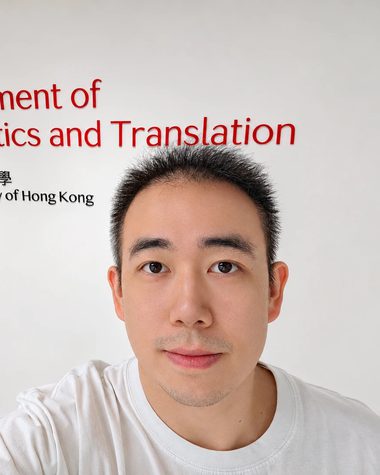 ment of
tics and Translation
學
y of Hong Kong